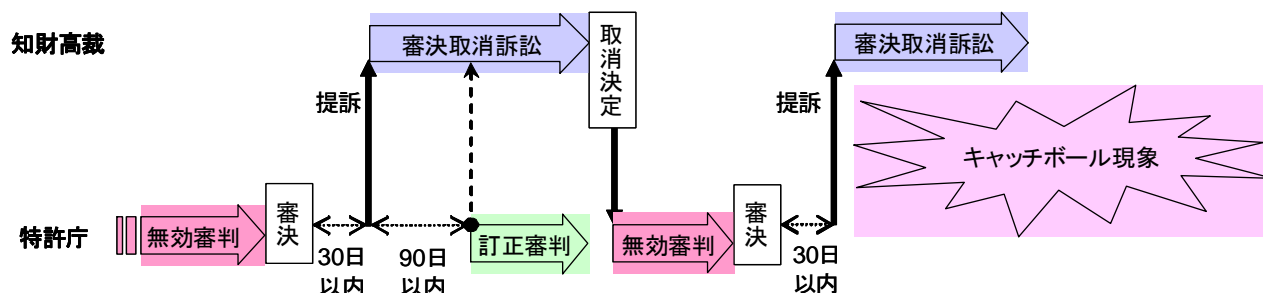 知財高裁
審決取消訴訟
取消決定
審決取消訴訟
提訴
提訴
キャッチボール現象
特許庁
無効審判
審決
30日
以内
90日
以内
訂正審判
無効審判
審決
30日
以内